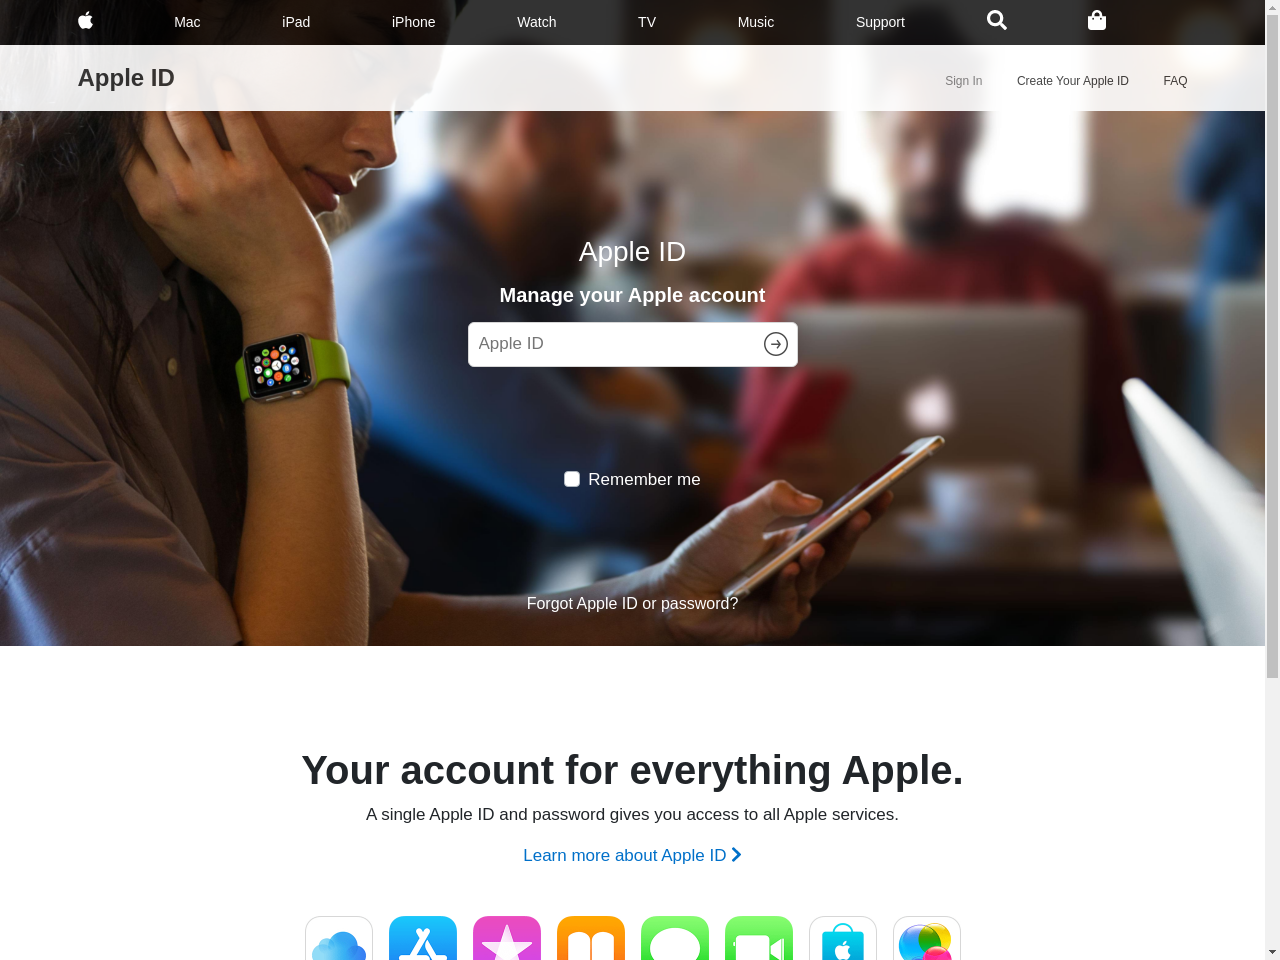 Mac iPad iPhone Watch TV Music Support
Apple ID
Sign In Create Your Apple ID FAQ
Apple ID
Manage your Apple account
Apple ID
Remember me
Forgot Apple ID or password?
Your account for everything Apple.
A single Apple ID and password gives you access to all Apple services.
Learn more about Apple ID